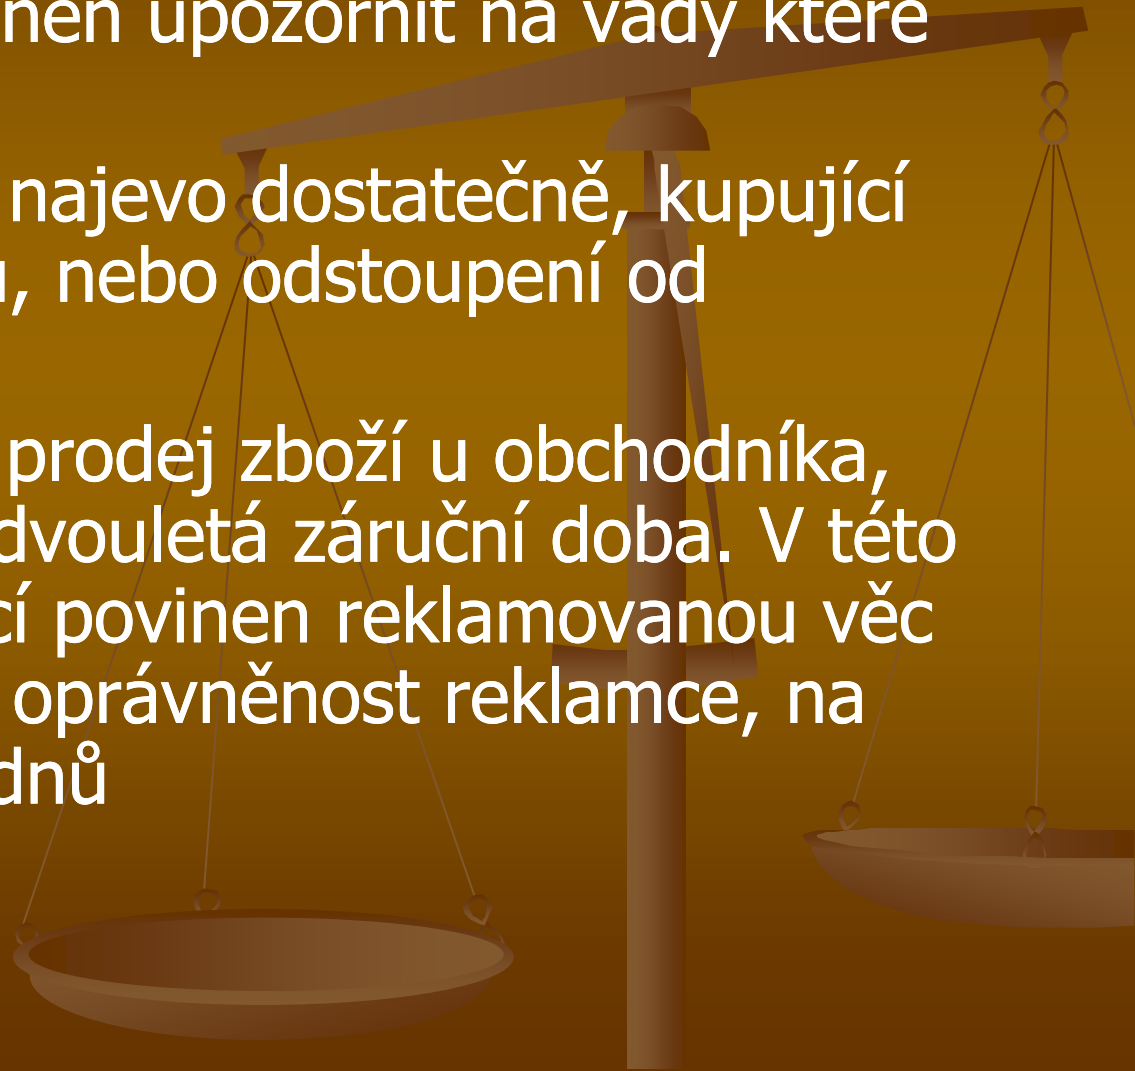 nen upozornit na vady které
najevo dostatečně, kupující
, nebo odstoupení od
prodej zboží u obchodníka,
dvouletá záruční doba. V této
cí povinen reklamovanou věc
oprávněnost reklamce, na
dnů